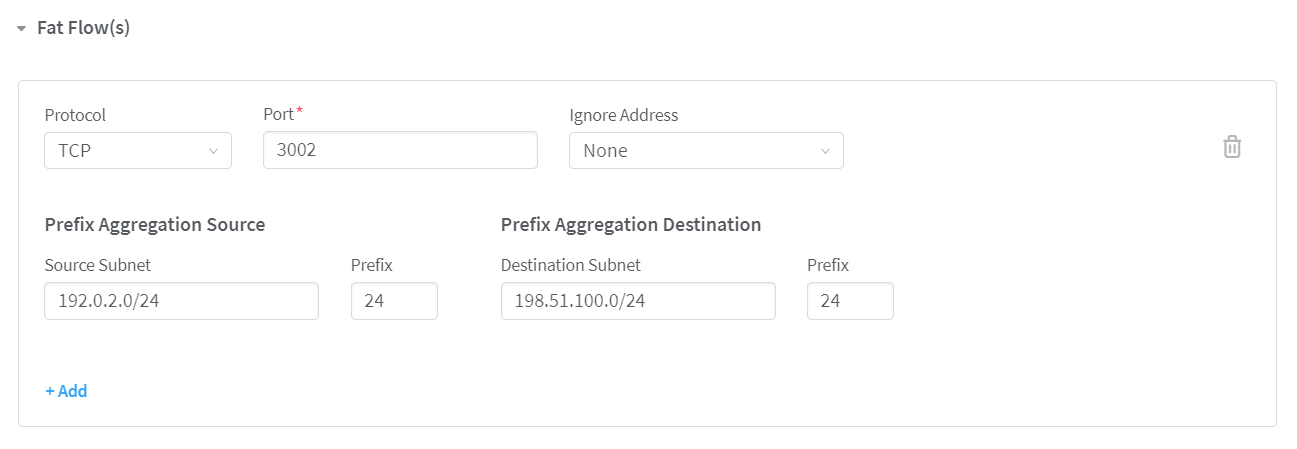 Fat Flow(s)
Protocol Port* Ignore Address
TCP 3002 None
Prefix Aggregation Source Prefix Aggregation Destination
Source Subnet Prefix Destination Subnet Prefix
192.0.2.0/24 24 198.51.100.0/24 24
+ Add